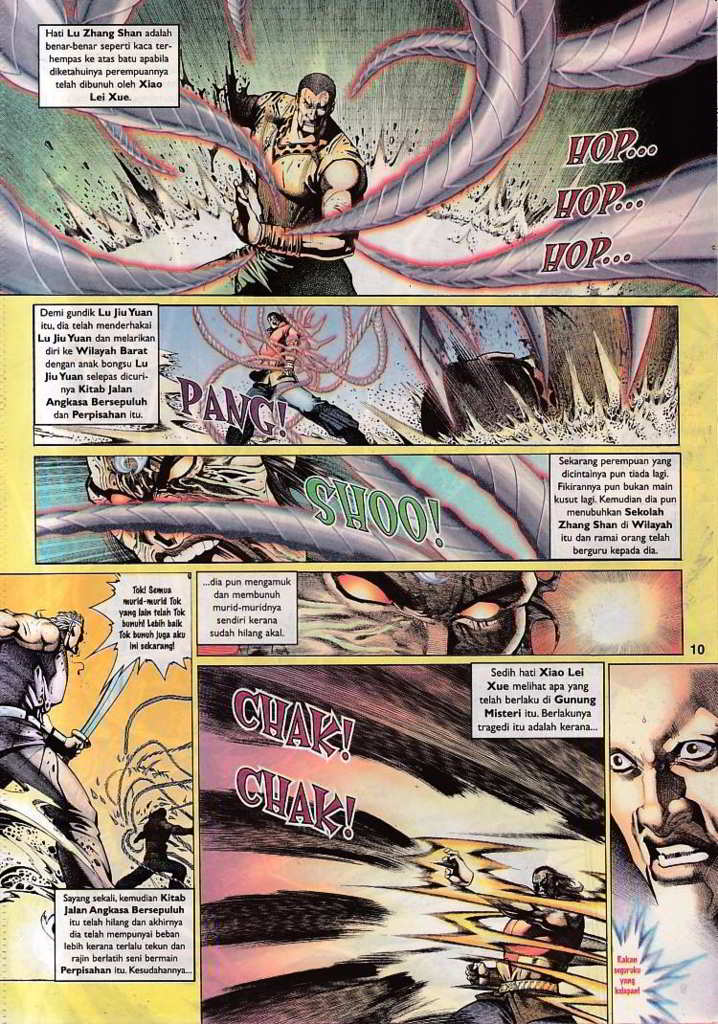 Hati Lu Zhang Shan adalah
benar-benar seperti kaca ter-
hempas ke atas batu apabila
diketahuinya perempuannya
telah dibunuh oleh Xiao
Lei Xue.
HOP...
HOP...
HOP...
Demi gundik Lu Jiu Yuan
itu, dia telah menderhakai
Lu Jiu Yuan dan melarikan
diri ke Wilayah Barat
dengan anak bongsu Lu
Jiu Yuan selepas dicuri-
nya Kitab Jalan
Angkasa Bersepuluh
dan Perpisahan itu.
PANG!
SHOO!
Sekarang perempuan yang
dicintainya pun tiada lagi.
Fikirannya pun bukan main
kusut lagi. Kemudian dia pun
menubuhkan Sekolah
Zhang Shan di Wilayah
itu dan ramai orang telah
berguru kepada dia.
Tok! Semua
murid-murid Tok
yang lain telah Tok
bunuh! Lebih baik
Tok bunuh juga aku
ini sekarang!
...dia pun mengamuk
dan membunuh
murid-muridnya
sendiri kerana
sudah hilang akal.
10
Sayang sekali, kemudian Kitab
Jalan Angkasa Bersepuluh
itu telah hilang dan akhirnya
dia telah mempunyai beban
lebih kerana terlalu tekun dan
rajin berlatih seni bermain
Perpisahan itu. Kesudahannya...
CHAK!
CHAK!
Sedih hati Xiao Lei
Xue melihat apa yang
telah berlaku di Gunung
Misteri itu. Berlakunya
tragedi itu adalah kerana...
Rakan
seguruku
yang
kelapan!